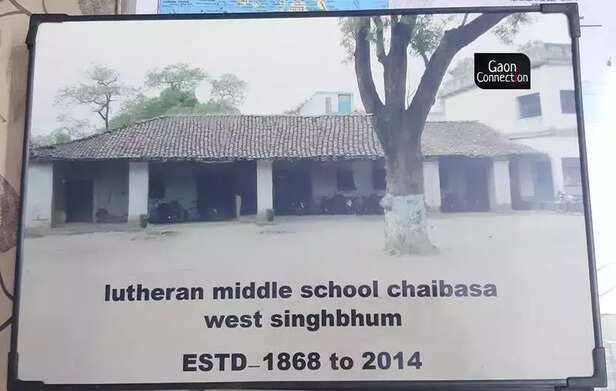 Gaon
Connection
lutheran middle school chaibasa
west singhbhum
ESTD-1868 to 2014